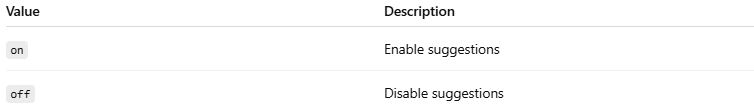 Value Description
on Enable suggestions
off Disable suggestions